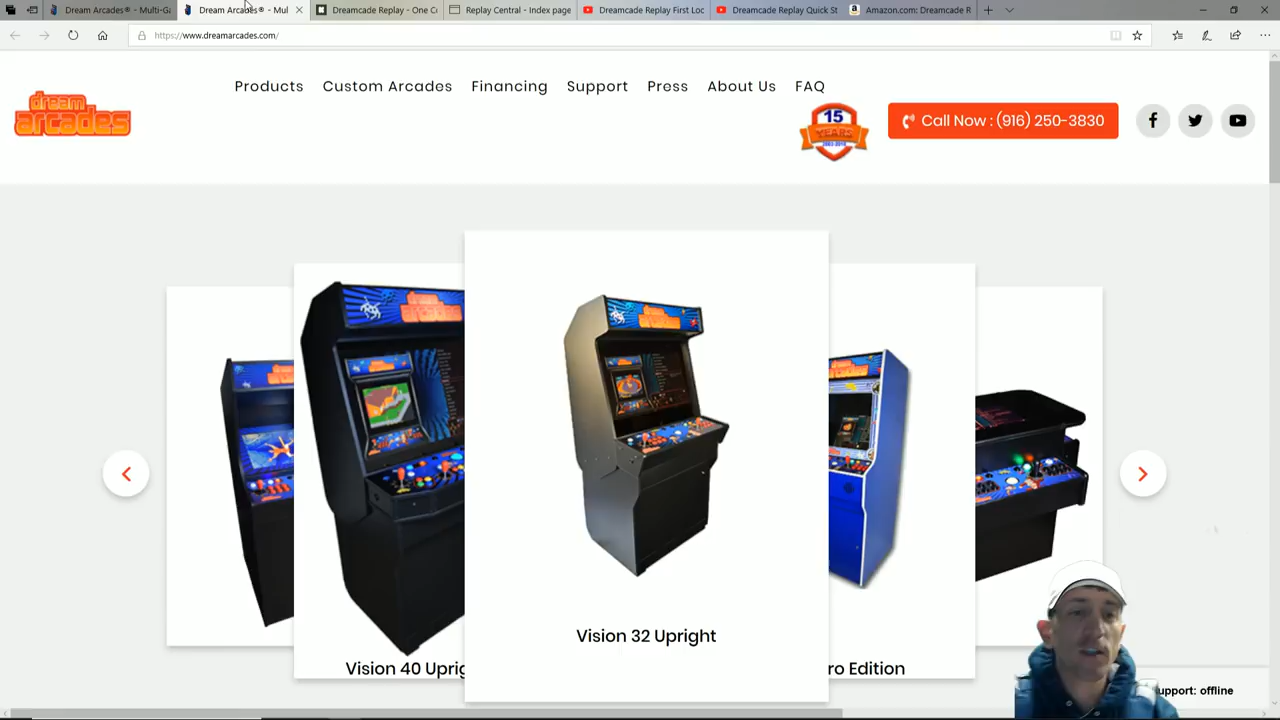 Dream Arcades® - Multi-Ga
Dream Arcades® - Mul
Dreamcade Replay - One C
Replay Central - Index page
Dreamcade Replay First Loo
Dreamcade Replay Quick St
Amazon.com: Dreamcade R
https://www.dreamarcades.com/
Products
Custom Arcades
Financing
Support
Press
About Us
FAQ
dream
arcades
15
YEARS
Call Now : (916) 250-3830
Vision 32 Upright
Vision 40 Uprig
ro Edition
upport: offline